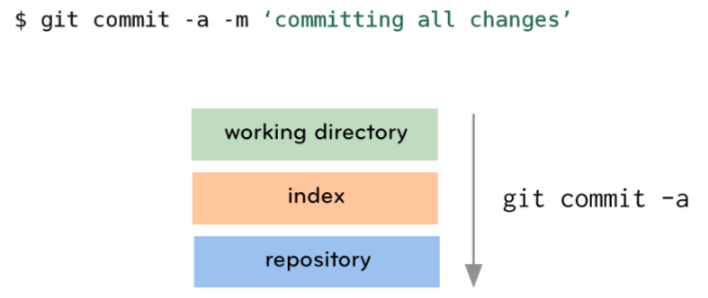 $ git commit -a -m ‘committing all changes’
working directory
index
git commit -a
repository